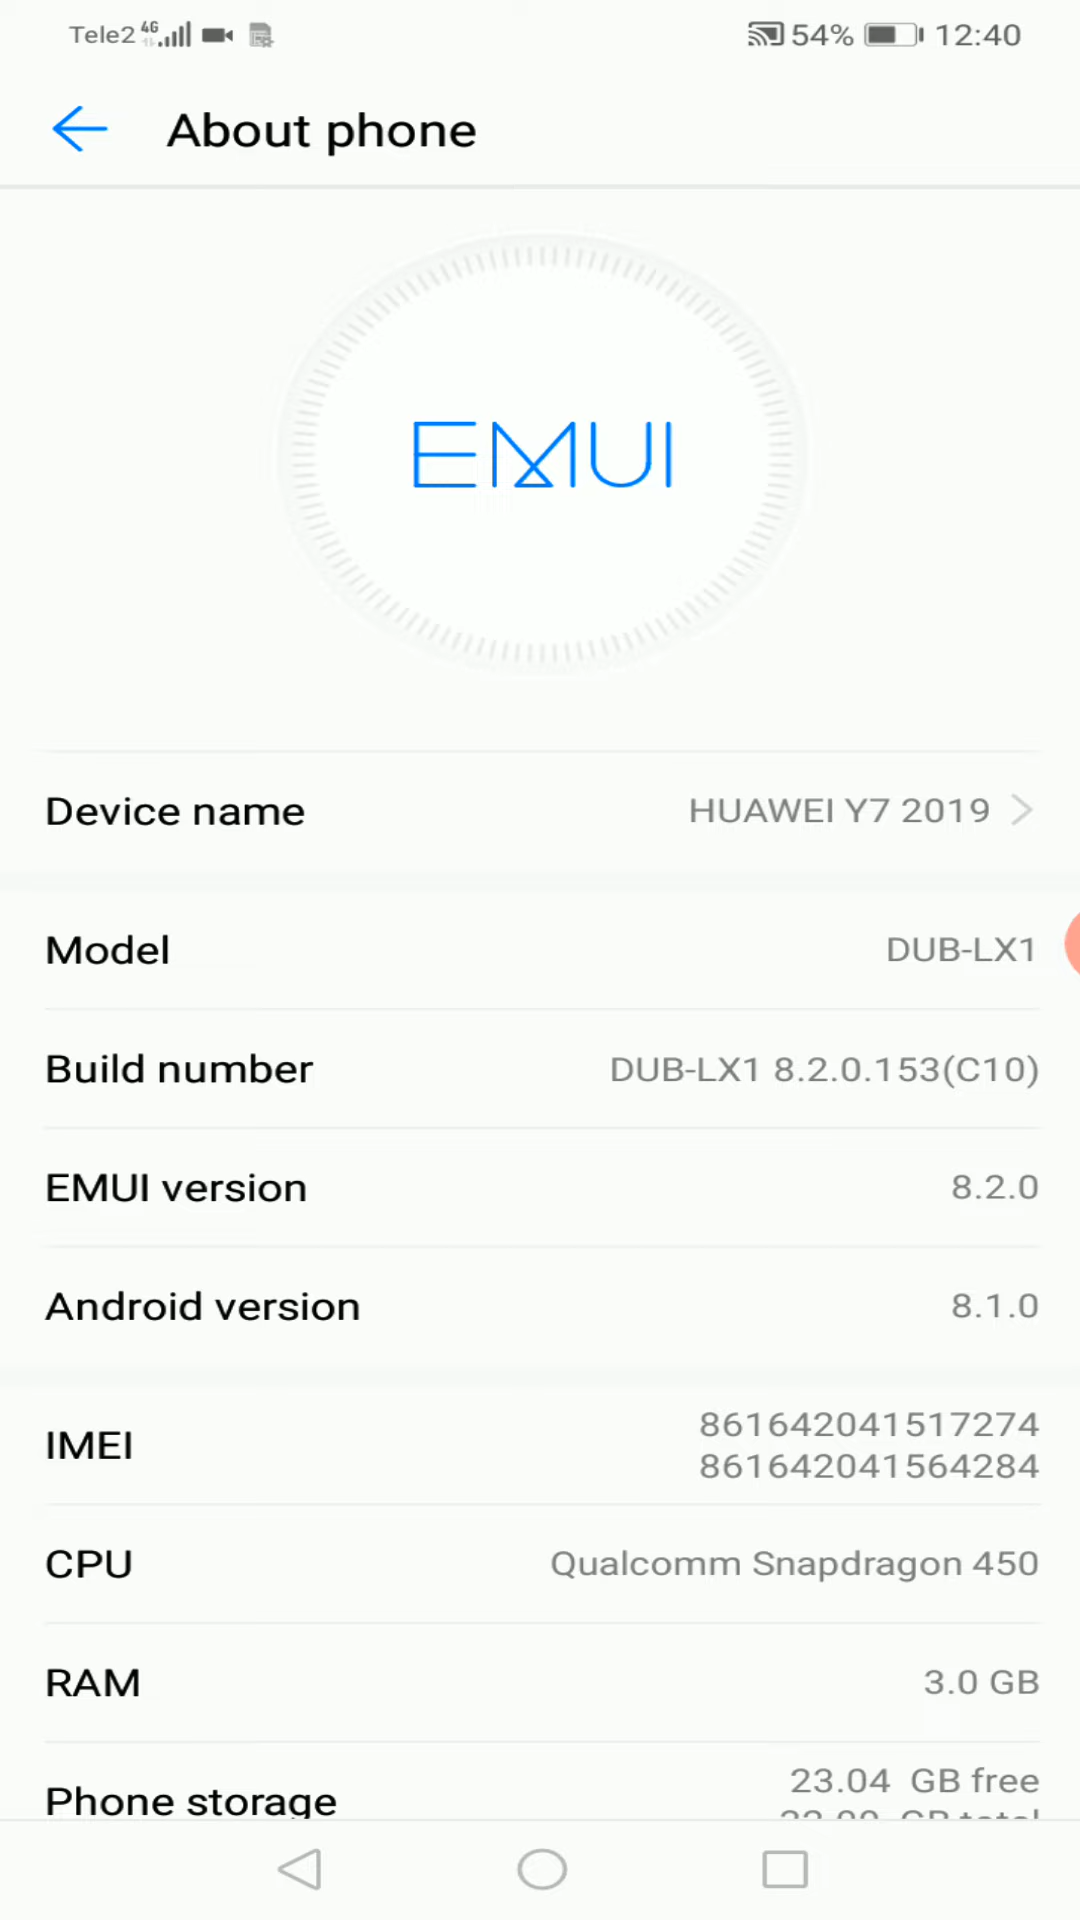 Tele2 4G 54% 12:40
About phone
EMUI
Device name HUAWEI Y7 2019
Model DUB-LX1
Build number DUB-LX1 8.2.0.153(C10)
EMUI version 8.2.0
Android version 8.1.0
IMEI 861642041517274
861642041564284
CPU Qualcomm Snapdragon 450
RAM 3.0 GB
Phone storage 23.04 GB free
GB total